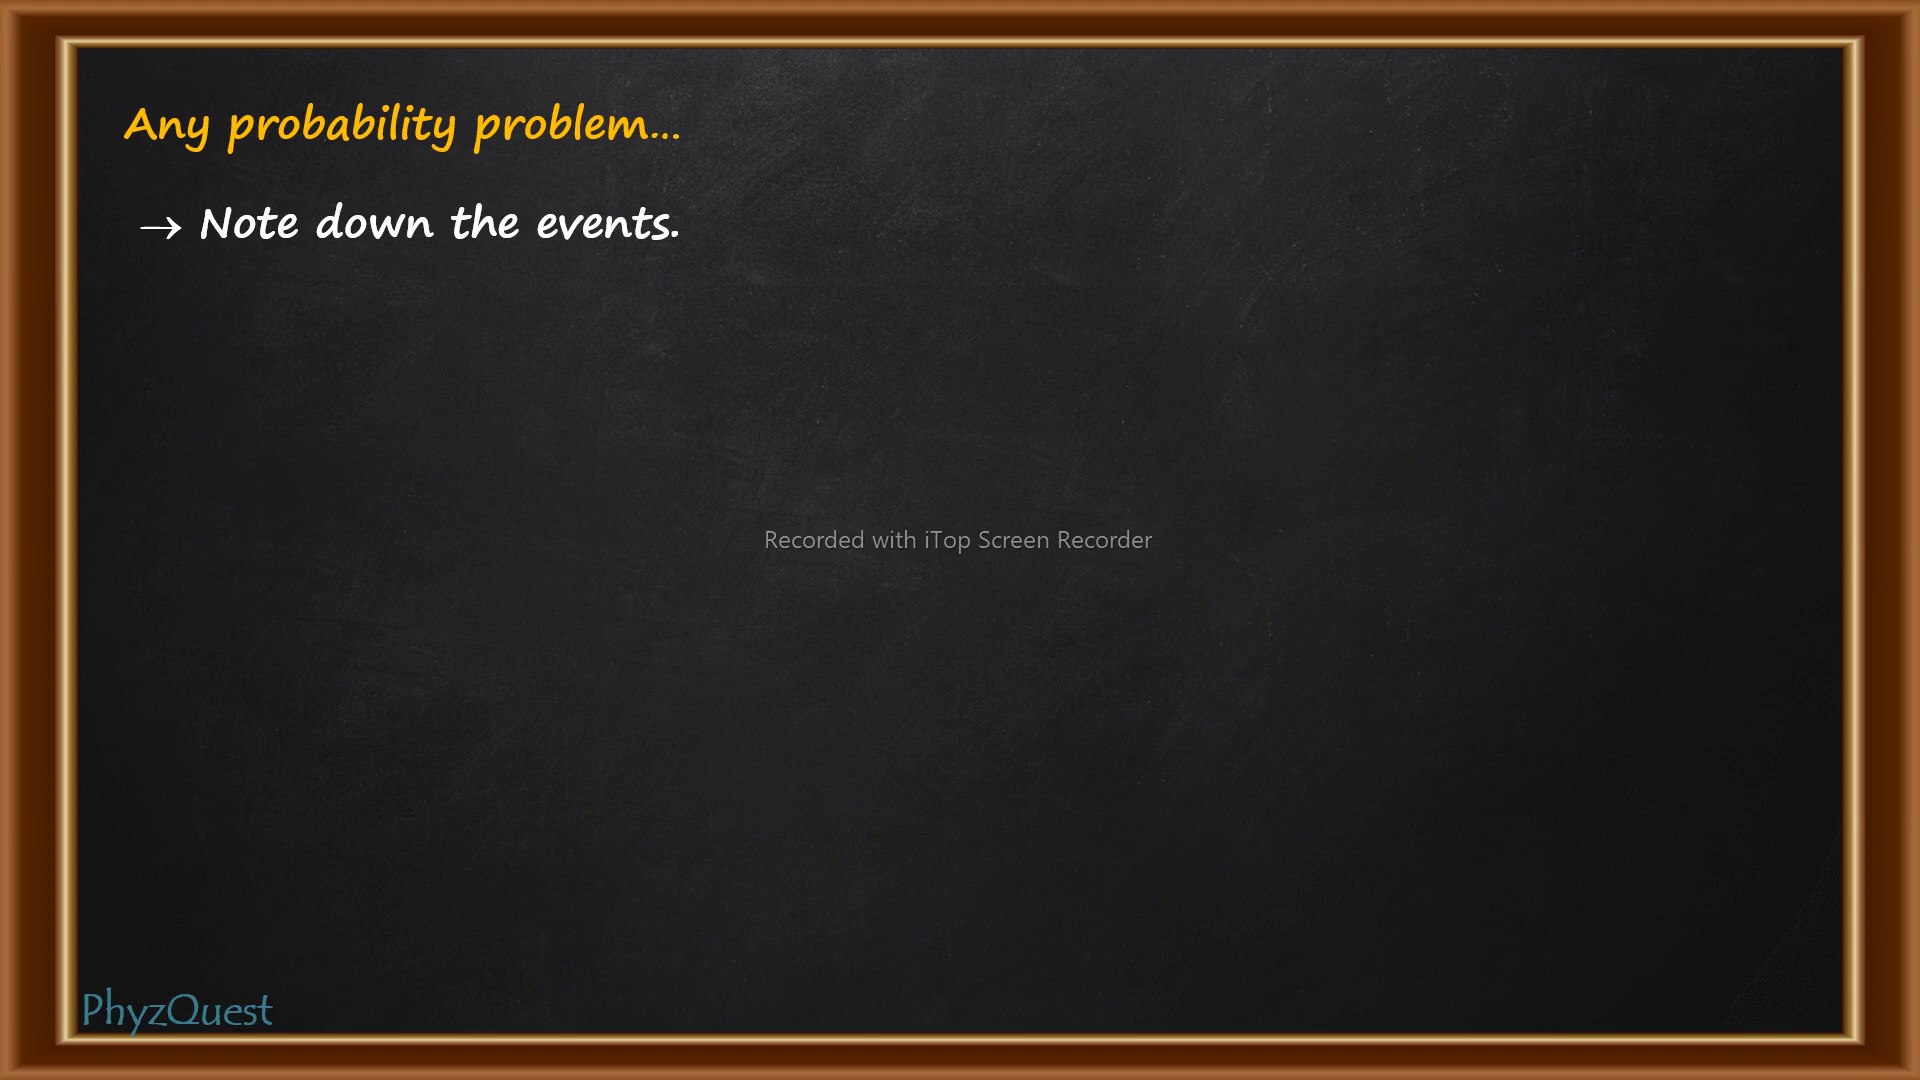 Any probability problem...
→ Note down the events.
Recorded with iTop Screen Recorder
PhyzQuest